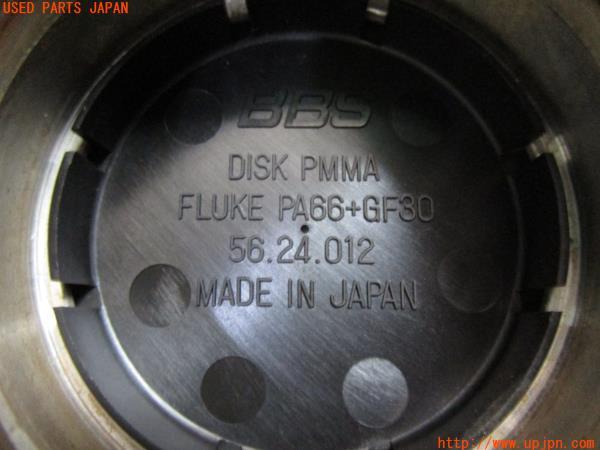 USED PARTS JAPAN
BBS
DISK PMMA
FLUKE PA66+GF30
56.24.012
MADE IN JAPAN
http://www.upjpn.com